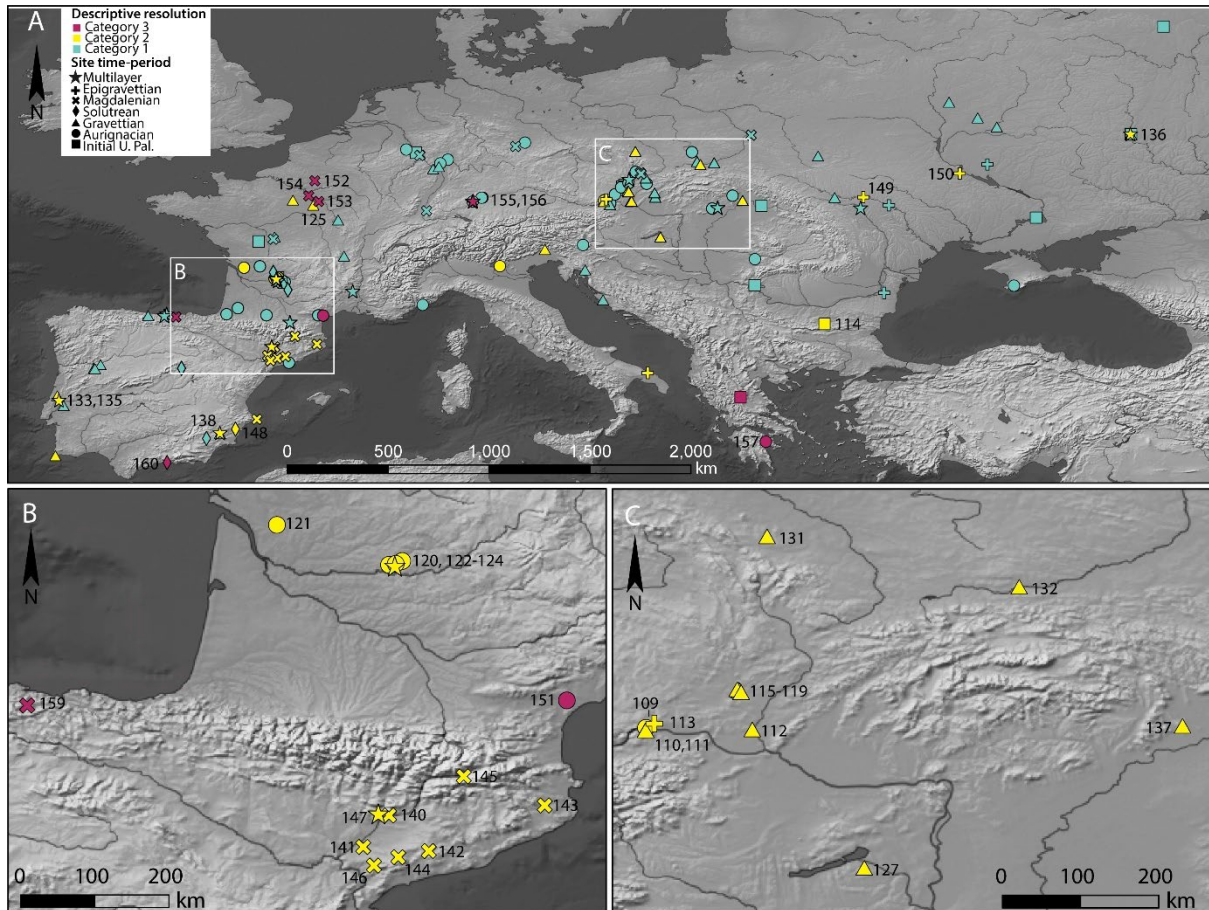 A
Descriptive resolution
Category 3
Category 2
Category 1
Site time-period
Multilayer
Epigravettian
Magdalenian
Solutrean
Gravettian
Aurignacian
Initial U. Pal.
N
C
136
152
154
153
125
155,156
149
150
B
114
133,135
138
148
160
157
0 500 1,000 1,500 2,000
km
B
N
121
120, 122-124
159
151
145
147
140
143
141
142
144
146
0 100 200
km
C
N
131
132
115-119
109
113
112
110,111
137
127
0 100 200
km